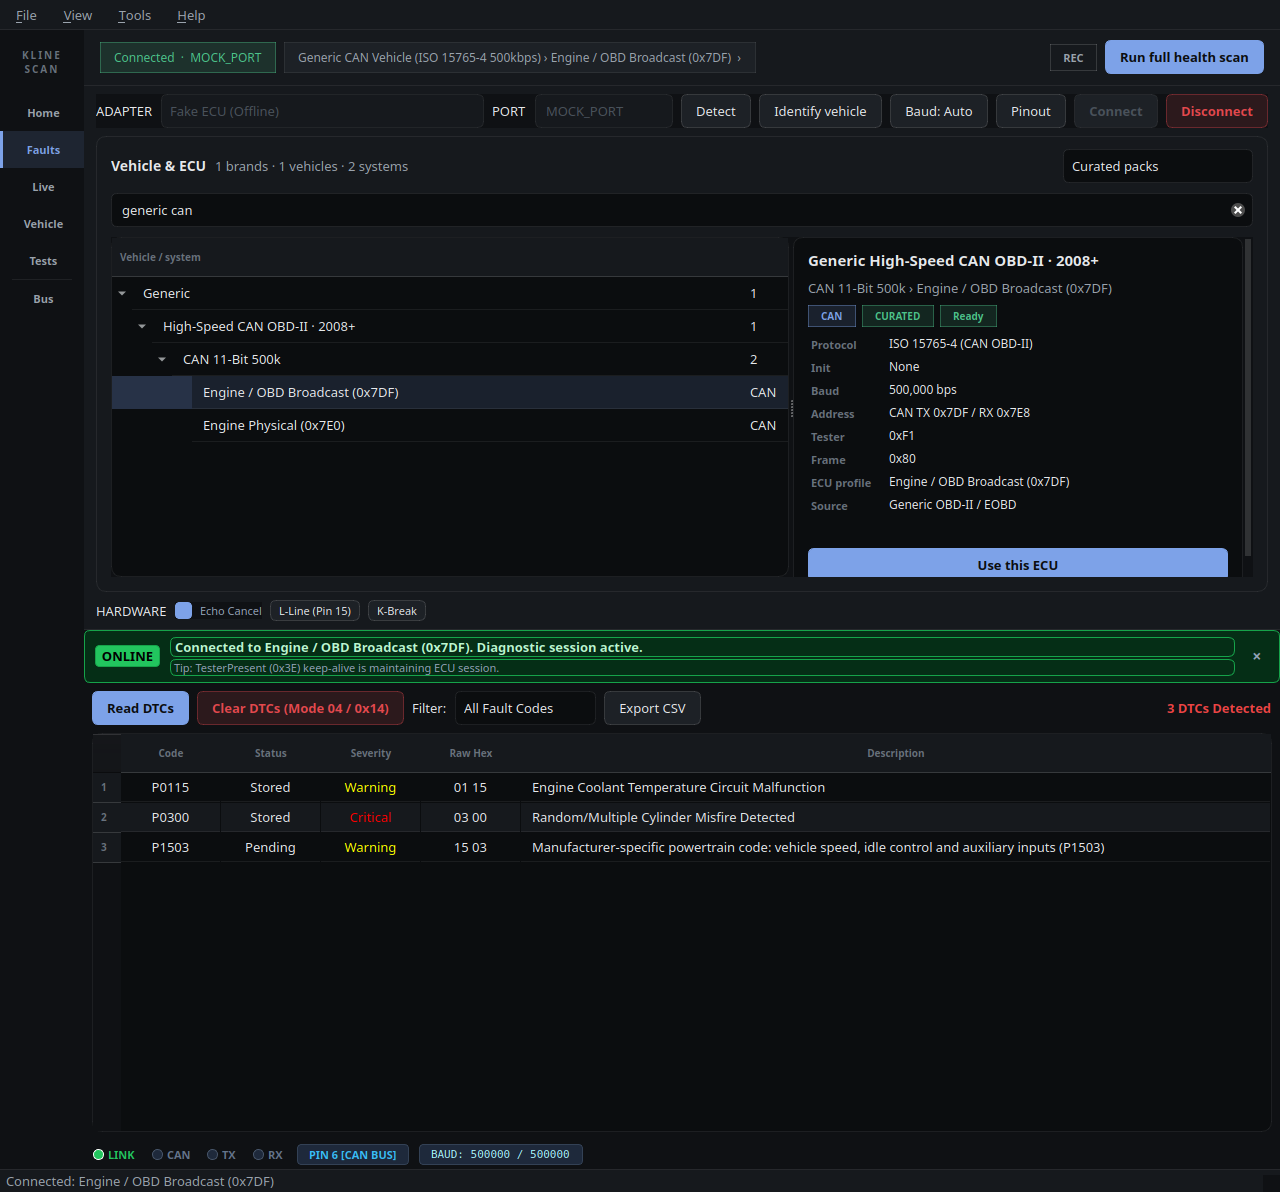 File View Tools Help
KLINE
SCAN
Connected · MOCK_PORT
Generic CAN Vehicle (ISO 15765-4 500kbps) › Engine / OBD Broadcast (0x7DF) ›
REC
Run full health scan
Home
Faults
Live
Vehicle
Tests
Bus
ADAPTER Fake ECU (Offline) PORT MOCK_PORT Detect Identify vehicle Baud: Auto Pinout Connect Disconnect
Vehicle & ECU 1 brands · 1 vehicles · 2 systems Curated packs
generic can
Vehicle / system
Generic 1
High-Speed CAN OBD-II · 2008+ 1
CAN 11-Bit 500k 2
Engine / OBD Broadcast (0x7DF) CAN
Engine Physical (0x7E0) CAN
Generic High-Speed CAN OBD-II · 2008+
CAN 11-Bit 500k › Engine / OBD Broadcast (0x7DF)
CAN CURATED Ready
Protocol ISO 15765-4 (CAN OBD-II)
Init None
Baud 500,000 bps
Address CAN TX 0x7DF / RX 0x7E8
Tester 0xF1
Frame 0x80
ECU profile Engine / OBD Broadcast (0x7DF)
Source Generic OBD-II / EOBD
Use this ECU
HARDWARE Echo Cancel L-Line (Pin 15) K-Break
ONLINE
Connected to Engine / OBD Broadcast (0x7DF). Diagnostic session active.
Tip: TesterPresent (0x3E) keep-alive is maintaining ECU session.
×
Read DTCs Clear DTCs (Mode 04 / 0x14) Filter: All Fault Codes Export CSV 3 DTCs Detected
Code Status Severity Raw Hex Description
1 P0115 Stored Warning 01 15 Engine Coolant Temperature Circuit Malfunction
2 P0300 Stored Critical 03 00 Random/Multiple Cylinder Misfire Detected
3 P1503 Pending Warning 15 03 Manufacturer-specific powertrain code: vehicle speed, idle control and auxiliary inputs (P1503)
LINK CAN TX RX PIN 6 [CAN BUS] BAUD: 500000 / 500000
Connected: Engine / OBD Broadcast (0x7DF)